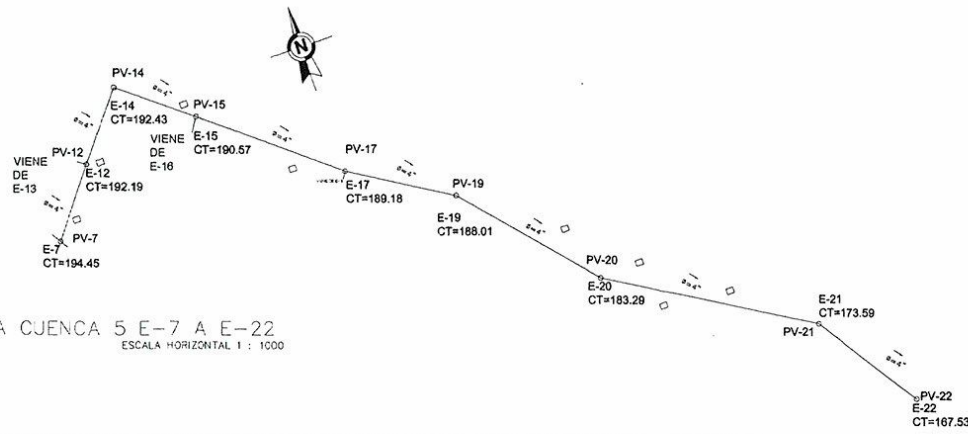 N
PV-14
E-14
CT=192.43
PV-15
E-15
CT=190.57
VIENE
DE
E-16
PV-12
E-12
CT=192.19
VIENE
DE
E-13
PV-7
E-7
CT=194.45
PV-17
E-17
CT=189.18
PV-19
E-19
CT=188.01
PV-20
E-20
CT=183.29
E-21
CT=173.59
PV-21
PV-22
E-22
CT=167.53
A CUENCA 5 E-7 A E-22
ESCALA HORIZONTAL 1 : 1000